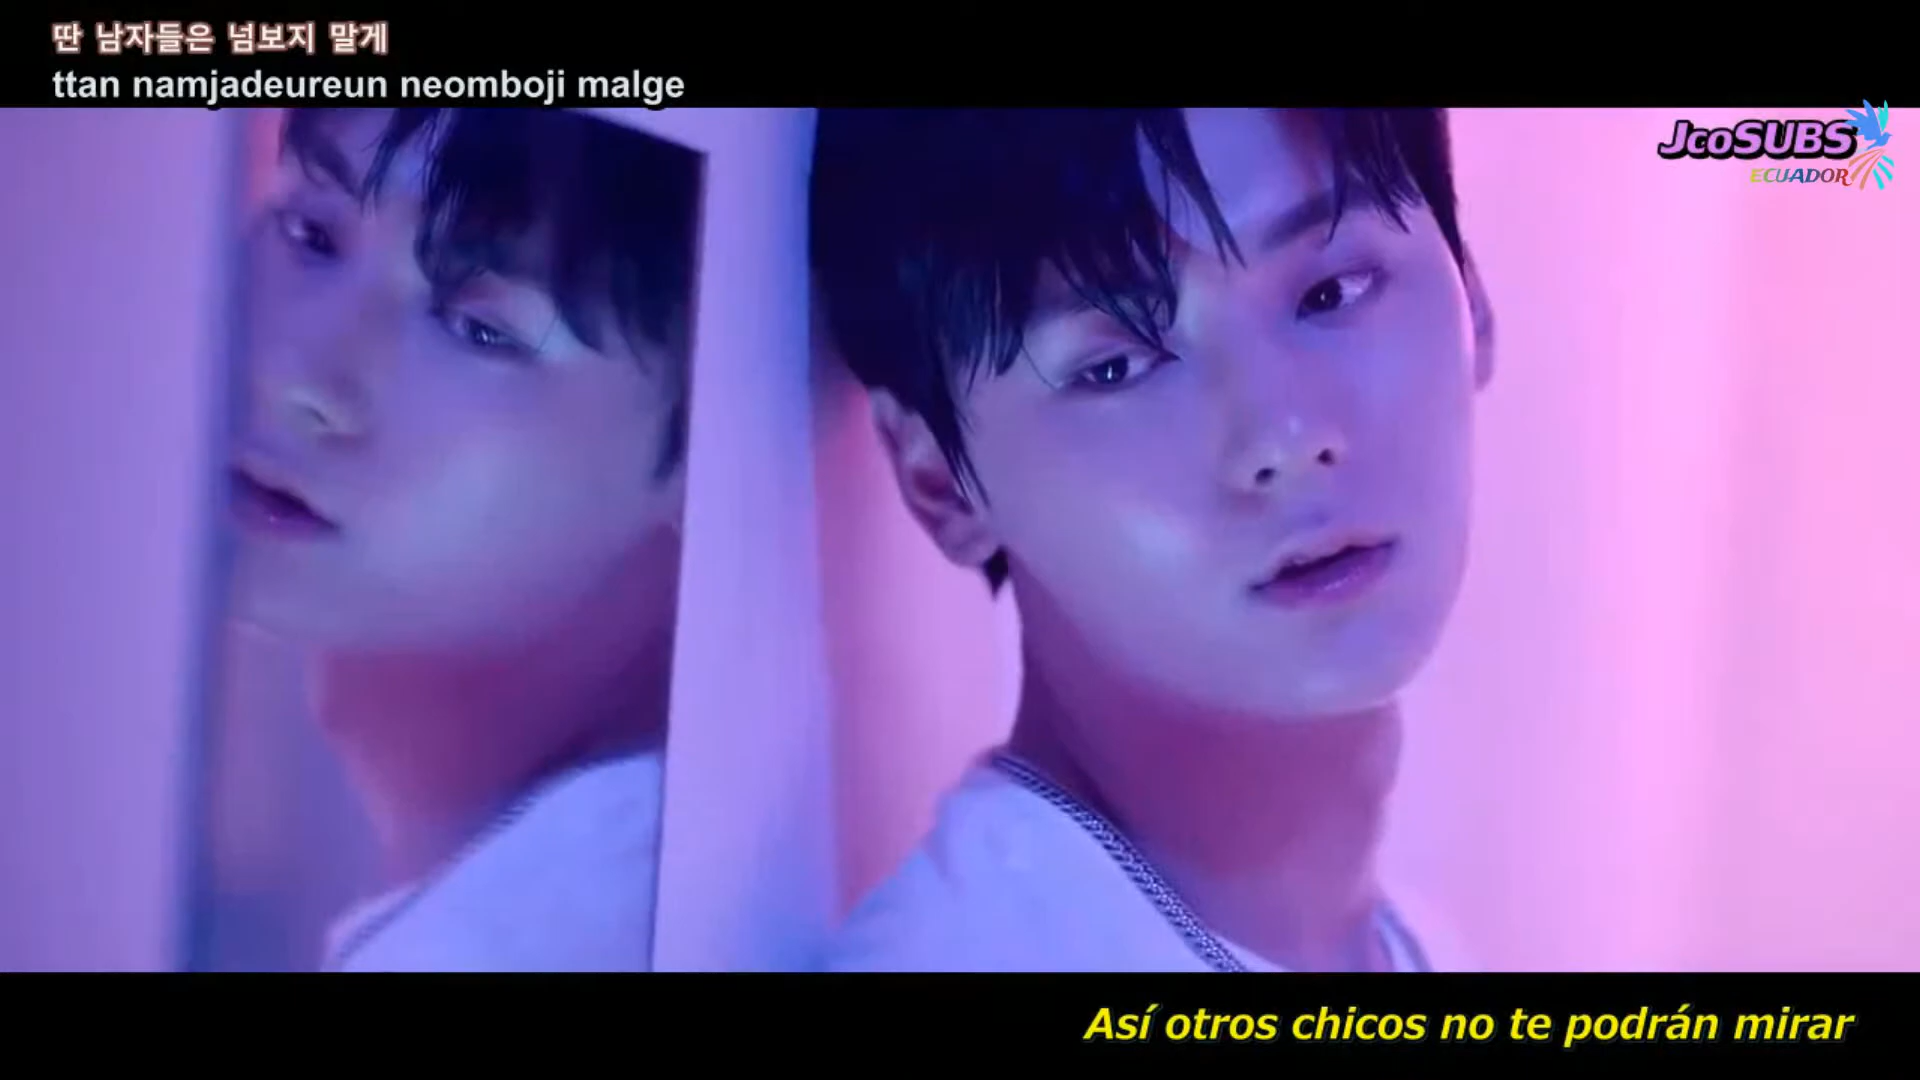 딴 남자들은 넘보지 말게
ttan namjadeureun neomboji malge
JcoSUBS
ECUADOR
Así otros chicos no te podrán mirar